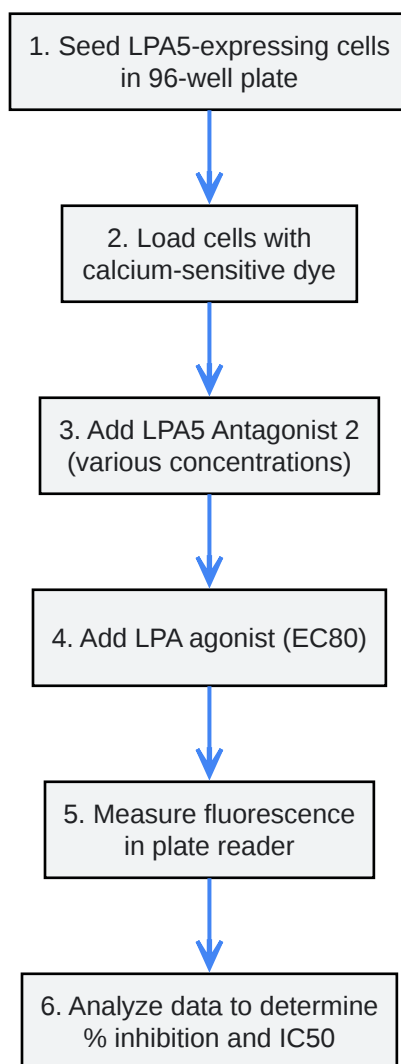 1. Seed LPA5-expressing cells
in 96-well plate
2. Load cells with
calcium-sensitive dye
3. Add LPA5 Antagonist 2
(various concentrations)
4. Add LPA agonist (EC80)
5. Measure fluorescence
in plate reader
6. Analyze data to determine
% inhibition and IC50